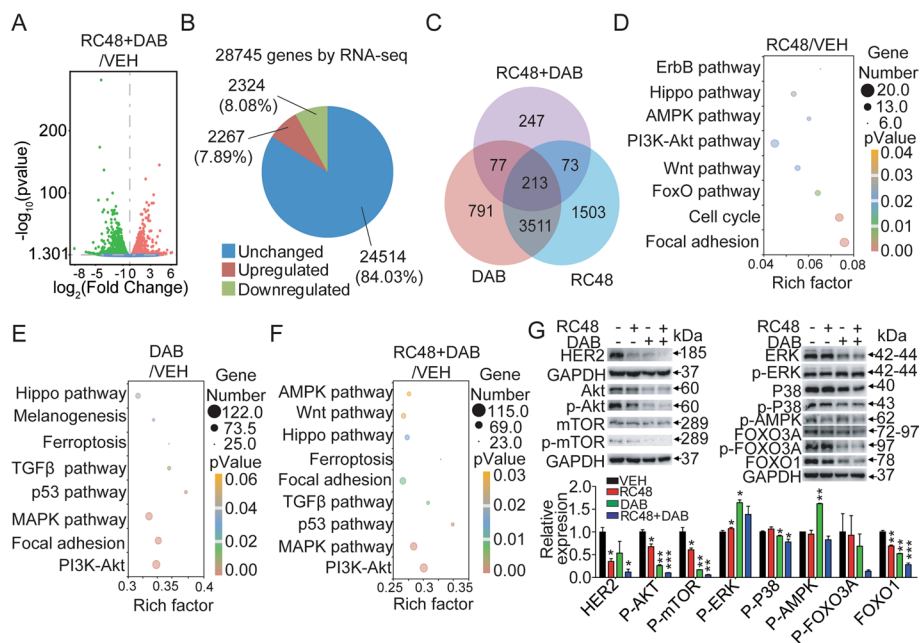 A
RC48+DAB
/VEH
-log10(pvalue)
200
100
1.301
-8 -5 -3 -1 0 3 6
log2(Fold Change)
B
28745 genes by RNA-seq
2324
(8.08%)
2267
(7.89%)
24514
(84.03%)
Unchanged
Upregulated
Downregulated
C
RC48+DAB
247
77
73
213
791
3511
1503
DAB
RC48
D
RC48/VEH
ErbB pathway
Hippo pathway
AMPK pathway
PI3K-Akt pathway
Wnt pathway
FoxO pathway
Cell cycle
Focal adhesion
0.04 0.06 0.08
Rich factor
Gene
Number
20.0
13.0
6.0
pValue
0.04
0.03
0.02
0.01
0.00
E
DAB
/VEH
Hippo pathway
Melanogenesis
Ferroptosis
TGFβ pathway
p53 pathway
MAPK pathway
Focal adhesion
PI3K-Akt
0.3 0.35 0.4
Rich factor
Gene
Number
122.0
73.5
25.0
pValue
0.06
0.04
0.02
0.00
F
RC48+DAB
/VEH
AMPK pathway
Wnt pathway
Hippo pathway
Ferroptosis
Focal adhesion
TGFβ pathway
p53 pathway
MAPK pathway
PI3K-Akt
0.25 0.3 0.35
Rich factor
Gene
Number
115.0
69.0
23.0
pValue
0.03
0.02
0.01
0.00
G
RC48 - + - +
DAB - - + + kDa
HER2 185
GAPDH 37
Akt 60
p-Akt 60
mTOR 289
p-mTOR 289
GAPDH 37
RC48 - + - +
DAB - - + + kDa
ERK 42-44
p-ERK 42-44
P38 40
p-P38 43
p-AMPK 62
FOXO3A 72-97
p-FOXO3A 97
FOXO1 78
GAPDH 37
VEH
RC48
DAB
RC48+DAB
Relative
expresion
2.0
1.5
1.0
0.5
0.0
* * * *** *** * ** ** * * * * ** ** ** ***
HER2
P-AKT
P-mTOR
P-ERK
P-P38
P-AMPK
P-FOXO3A
FOXO1